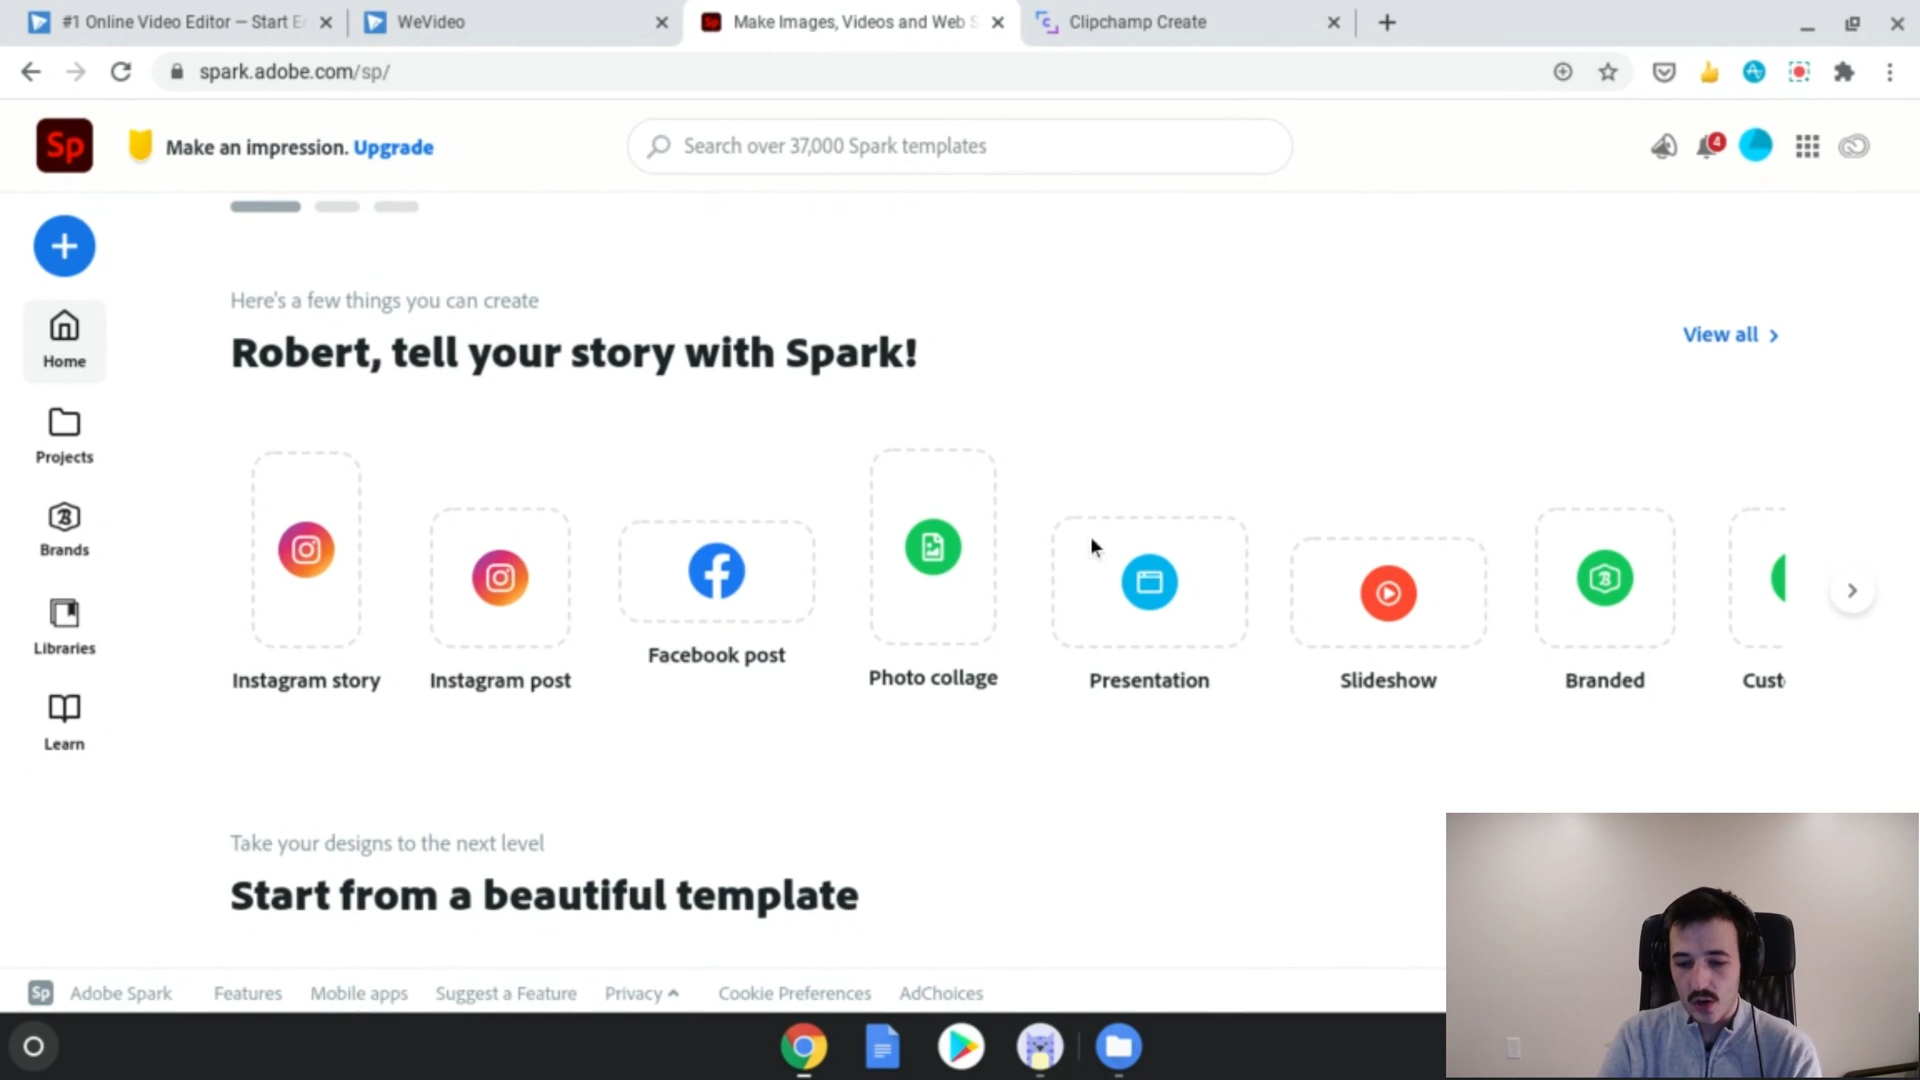 #1 Online Video Editor – Start E
WeVideo
Make Images, Videos and Web S
Clipchamp Create
spark.adobe.com/sp/
Sp
Make an impression. Upgrade
Search over 37,000 Spark templates
4
Here's a few things you can create
Robert, tell your story with Spark!
View all
Home
Projects
Brands
Libraries
Learn
Instagram story
Instagram post
Facebook post
Photo collage
Presentation
Slideshow
Branded
Cust
Take your designs to the next level
Start from a beautiful template
Sp Adobe Spark
Features
Mobile apps
Suggest a Feature
Privacy
Cookie Preferences
AdChoices